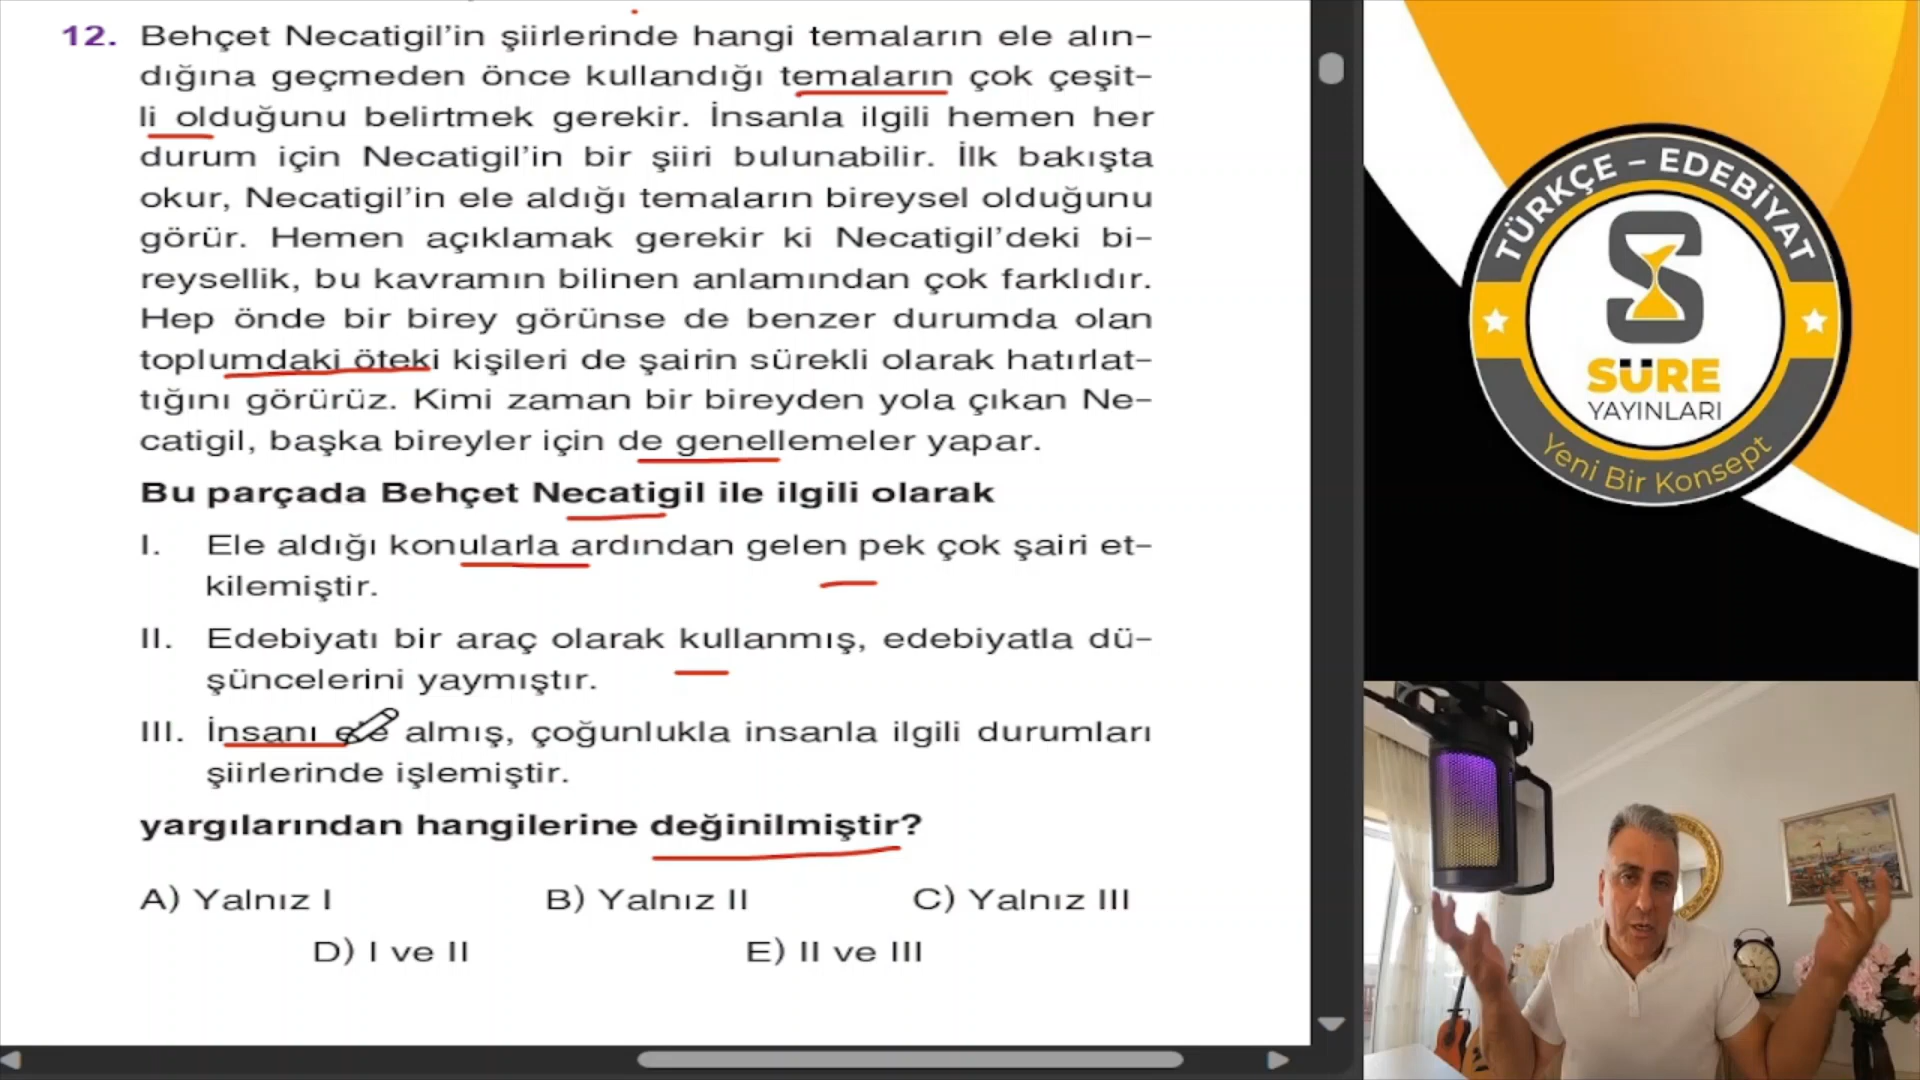 12. Behçet Necatigil’in şiirlerinde hangi temaların ele alın-
dığına geçmeden önce kullandığı temaların çok çeşit-
li olduğunu belirtmek gerekir. İnsanla ilgili hemen her
durum için Necatigil’in bir şiiri bulunabilir. İlk bakışta
okur, Necatigil’in ele aldığı temaların bireysel olduğunu
görür. Hemen açıklamak gerekir ki Necatigil’deki bi-
reysellik, bu kavramın bilinen anlamından çok farklıdır.
Hep önde bir birey görünse de benzer durumda olan
toplumdaki öteki kişileri de şairin sürekli olarak hatırlat-
tığını görürüz. Kimi zaman bir bireyden yola çıkan Ne-
catigil, başka bireyler için de genellemeler yapar.
Bu parçada Behçet Necatigil ile ilgili olarak
I. Ele aldığı konularla ardından gelen pek çok şairi et-
kilemiştir.
II. Edebiyatı bir araç olarak kullanmış, edebiyatla dü-
şüncelerini yaymıştır.
III. İnsanı ele almış, çoğunlukla insanla ilgili durumları
şiirlerinde işlemiştir.
yargılarından hangilerine değinilmiştir?
A) Yalnız I B) Yalnız II C) Yalnız III
D) I ve II E) II ve III
TÜRKÇE – EDEBİYAT
SÜRE
YAYINLARI
Yeni Bir Konsept